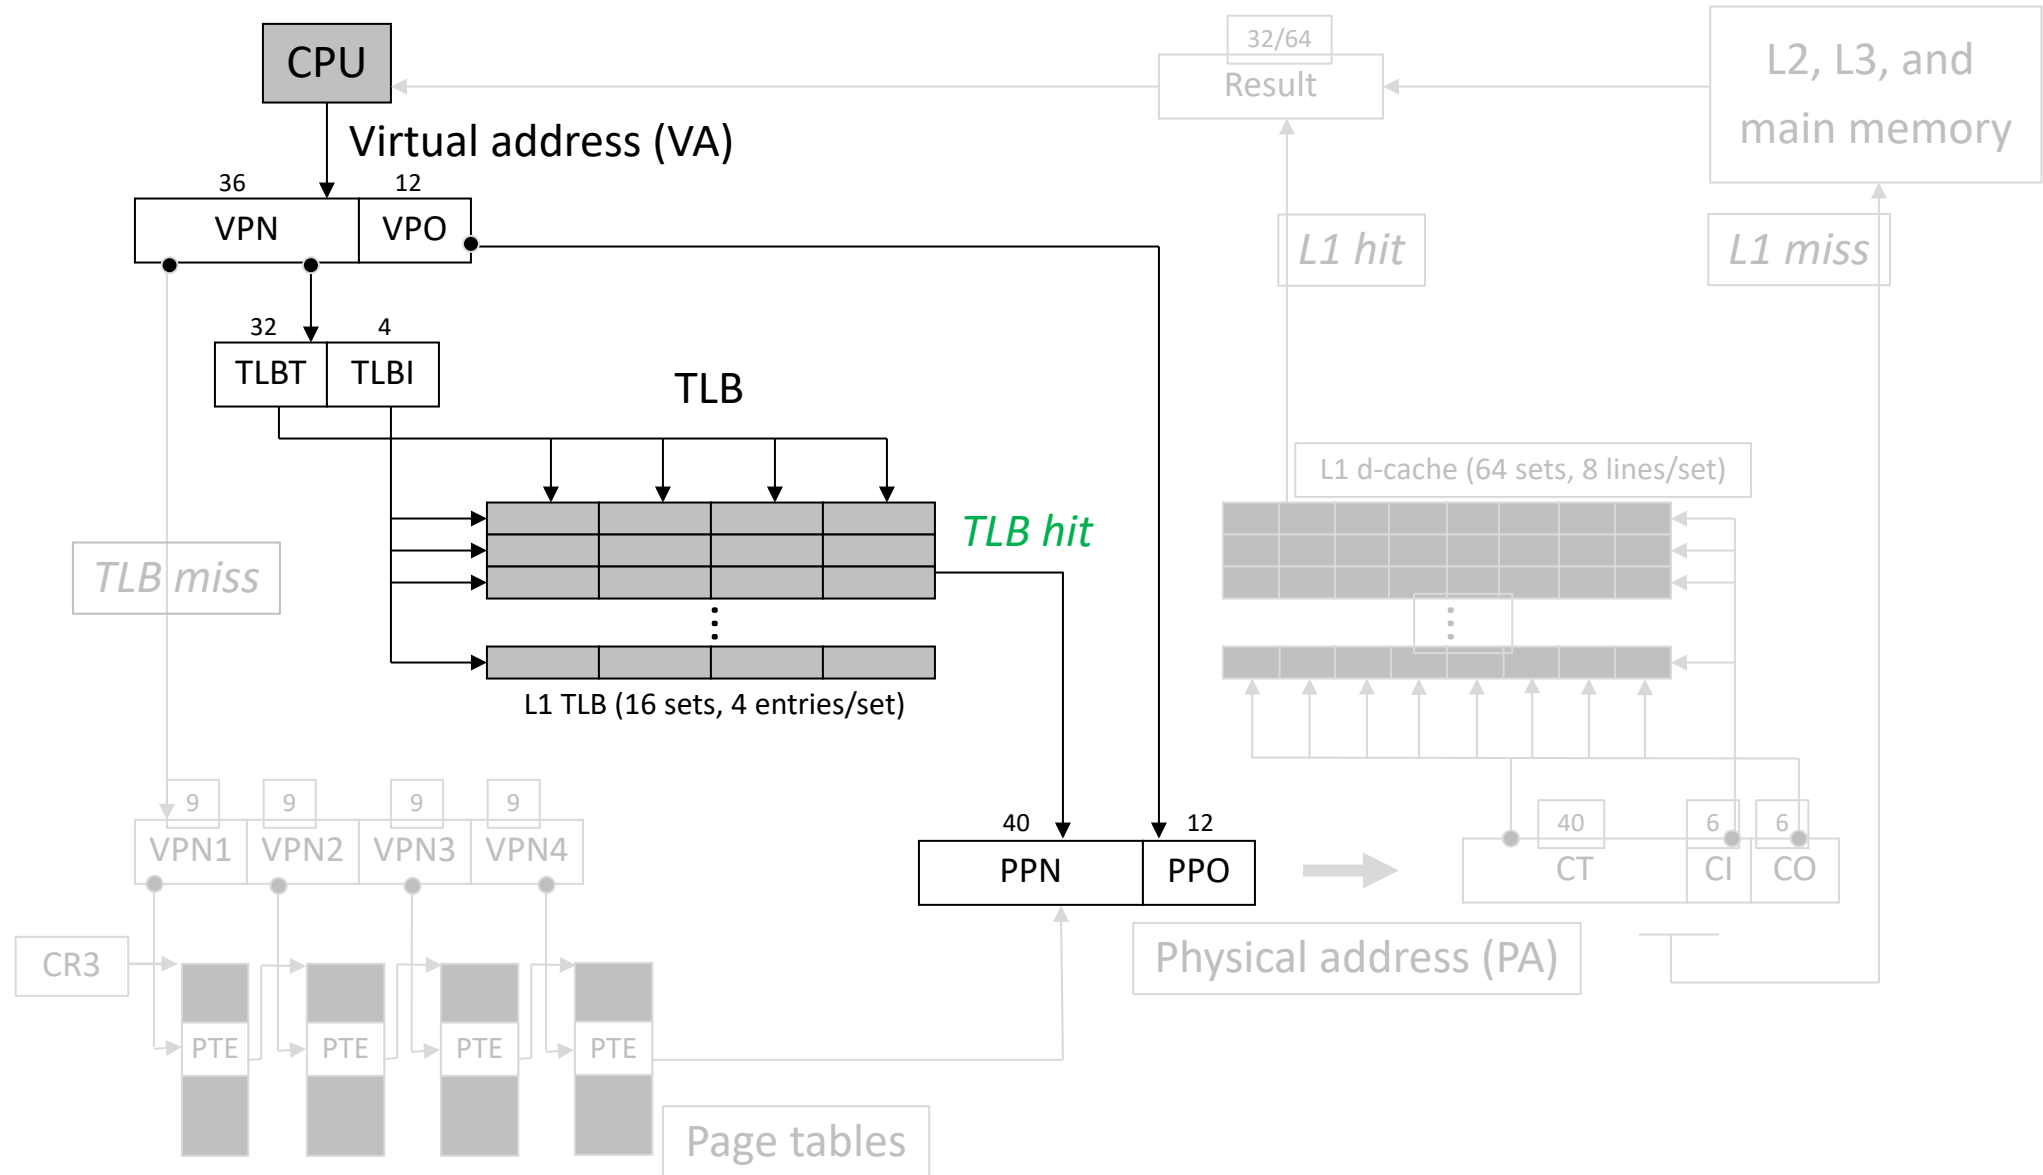 CPU
32/64
Result
L2, L3, and
main memory
Virtual address (VA)
36
12
VPN
VPO
L1 hit
L1 miss
32
4
TLBT
TLBI
TLB
L1 d-cache (64 sets, 8 lines/set)
TLB hit
TLB miss
L1 TLB (16 sets, 4 entries/set)
9
9
9
9
VPN1
VPN2
VPN3
VPN4
40
12
PPN
PPO
40
6
6
CT
CI
CO
Physical address (PA)
CR3
PTE
PTE
PTE
PTE
Page tables